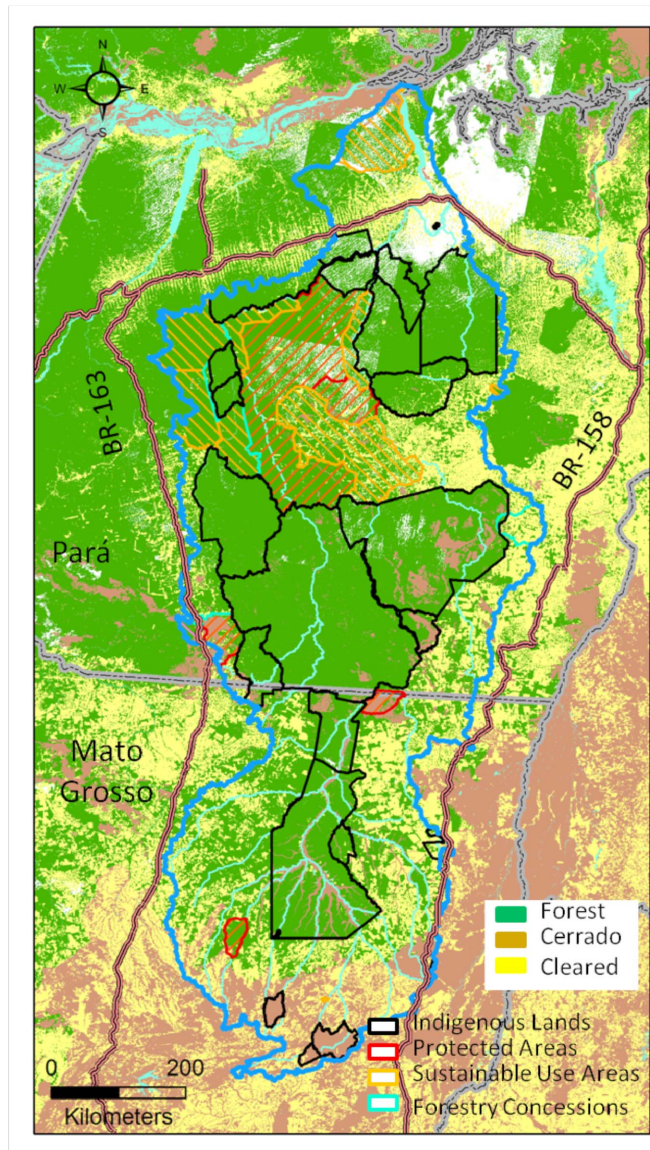 N
W E
S
BR-163
BR-158
Pará
Mato
Grosso
Forest
Cerrado
Cleared
Indigenous Lands
Protected Areas
Sustainable Use Areas
Forestry Concessions
0 200
Kilometers